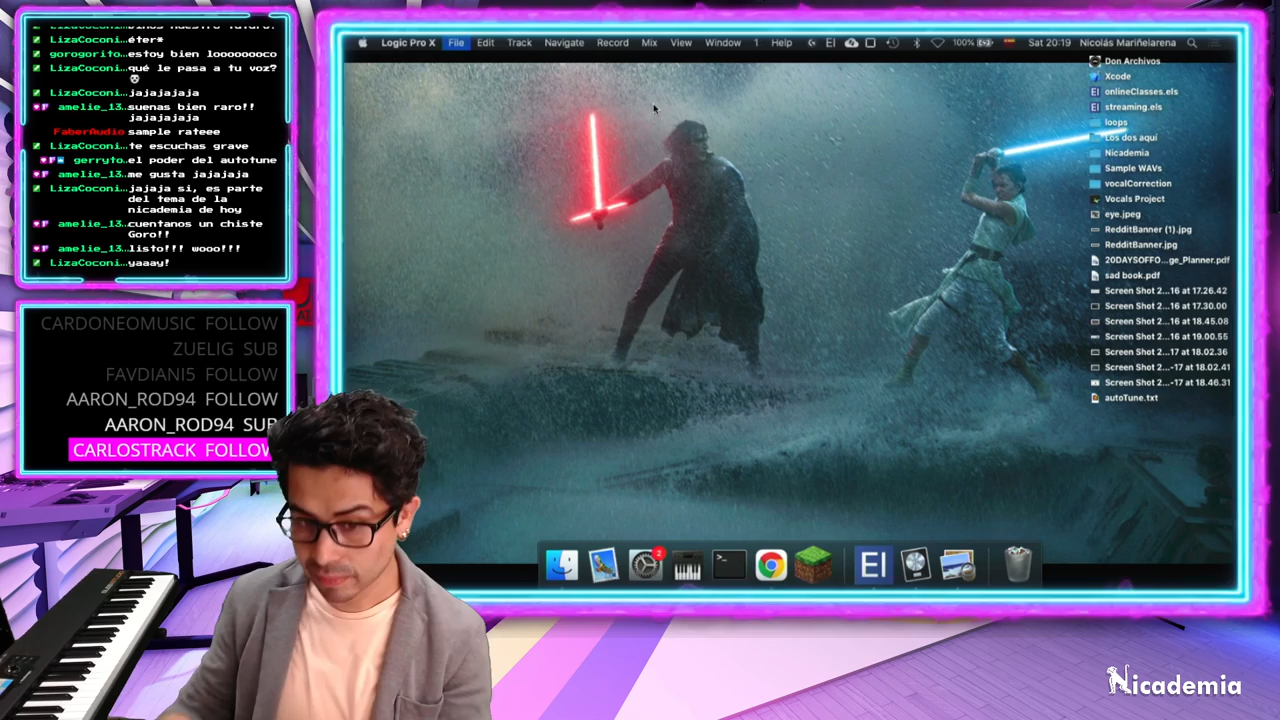 LizaCoconi...
LizaCoconi...éter*
gorogorito...estoy bien loooooooco
LizaCoconi...qué le pasa a tu voz?
LizaCoconi...jajajajaja
amelie_13...suenas bien raro!!
jajajajaja
FaberAudio sample rateee
LizaCoconi...te escuchas grave
gerryto...el poder del autotune
amelie_13...me gusta jajajaja
LizaCoconi...jajaja si, es parte
del tema de la
nicademia de hoy
amelie_13...cuentanos un chiste
Goro!!
amelie_13...listo!!! wooo!!!
LizaCoconi...yaaay!
CARDONEOMUSIC FOLLOW
ZUELIG SUB
FAVDIANI5 FOLLOW
AARON_ROD94 FOLLOW
AARON_ROD94 SUB
CARLOSTRACK FOLLOW
Logic Pro X File Edit Track Navigate Record Mix View Window 1 Help EI 100% Sat 20:19 Nicolás Mariñelarena
Don Archivos
Xcode
EI onlineClasses.els
EI streaming.els
loops
Los dos aquí
Nicademia
Sample WAVs
vocalCorrection
Vocals Project
eye.jpeg
RedditBanner (1).jpg
RedditBanner.jpg
20DAYSOFFO...ge_Planner.pdf
sad book.pdf
Screen Shot 2...16 at 17.26.42
Screen Shot 2...16 at 17.30.00
Screen Shot 2...16 at 18.45.08
Screen Shot 2...16 at 19.00.55
Screen Shot 2...17 at 18.02.36
Screen Shot 2...-17 at 18.02.41
Screen Shot 2...-17 at 18.46.31
autoTune.txt
2
EI
Nicademia